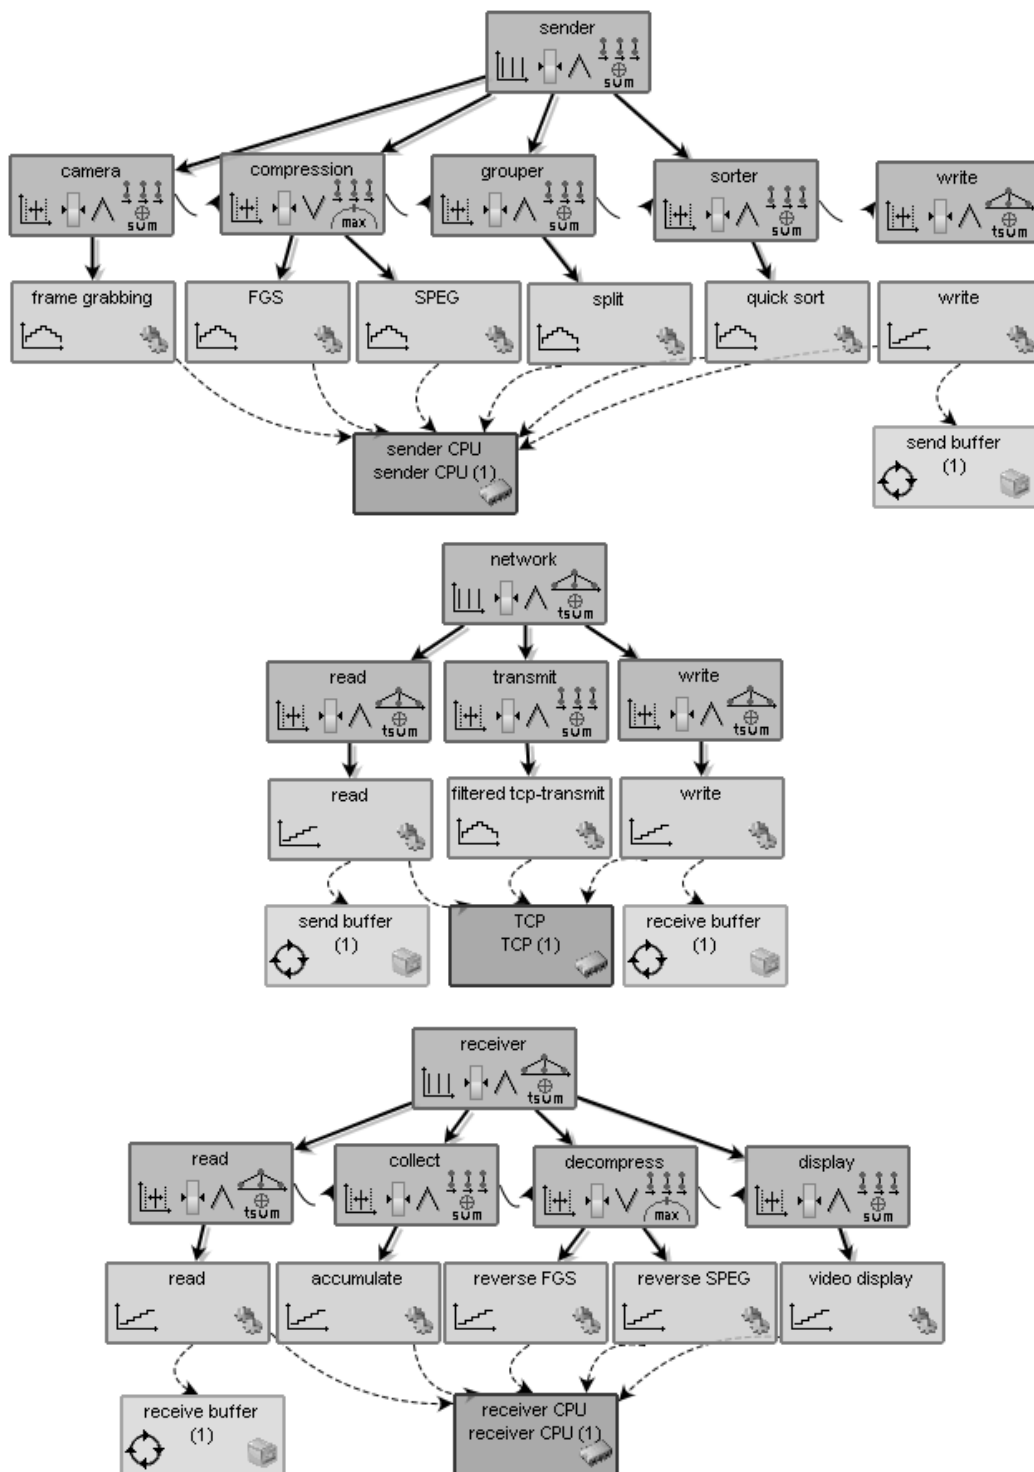 sender
sum
camera
sum
compression
max
grouper
sum
sorter
sum
write
tsum
frame grabbing
FGS
SPEG
split
quick sort
write
sender CPU
sender CPU (1)
send buffer
(1)
network
tsum
read
tsum
transmit
sum
write
tsum
read
filtered tcp-transmit
write
send buffer
(1)
TCP
TCP (1)
receive buffer
(1)
receiver
tsum
read
tsum
collect
sum
decompress
max
display
sum
read
accumulate
reverse FGS
reverse SPEG
video display
receive buffer
(1)
receiver CPU
receiver CPU (1)